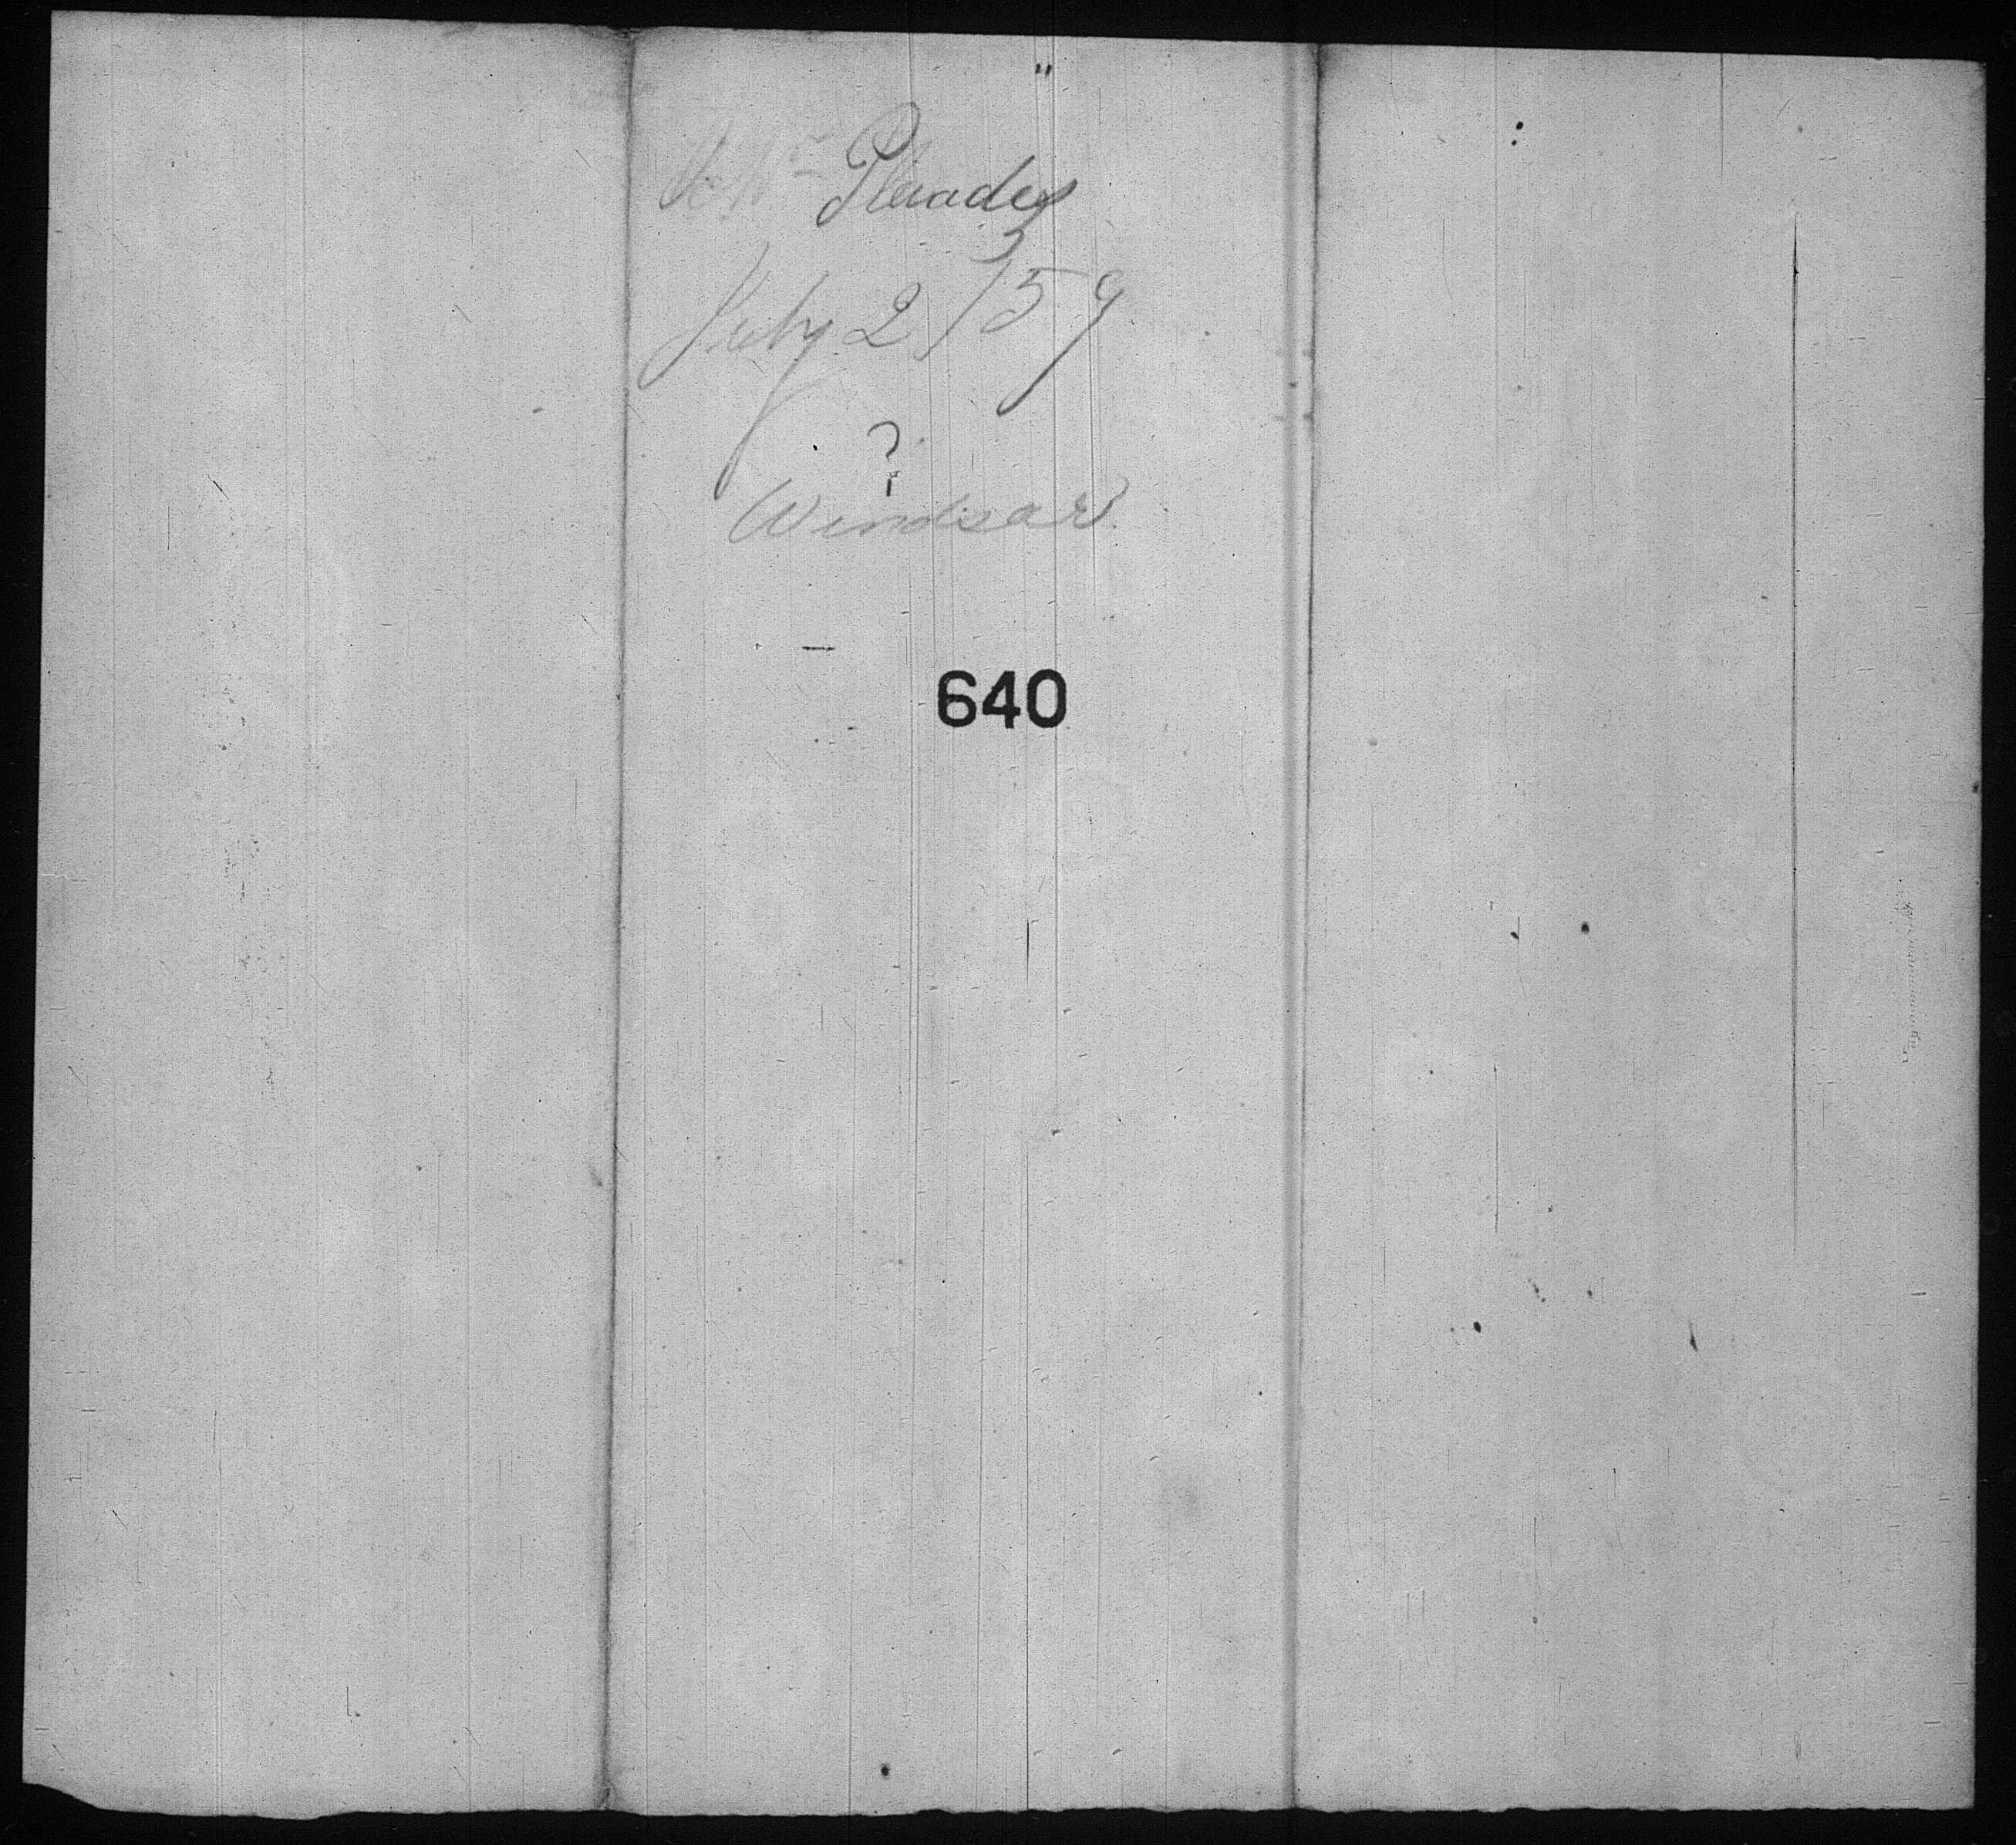 Pleiades
July 2/59
?
Windsor
640